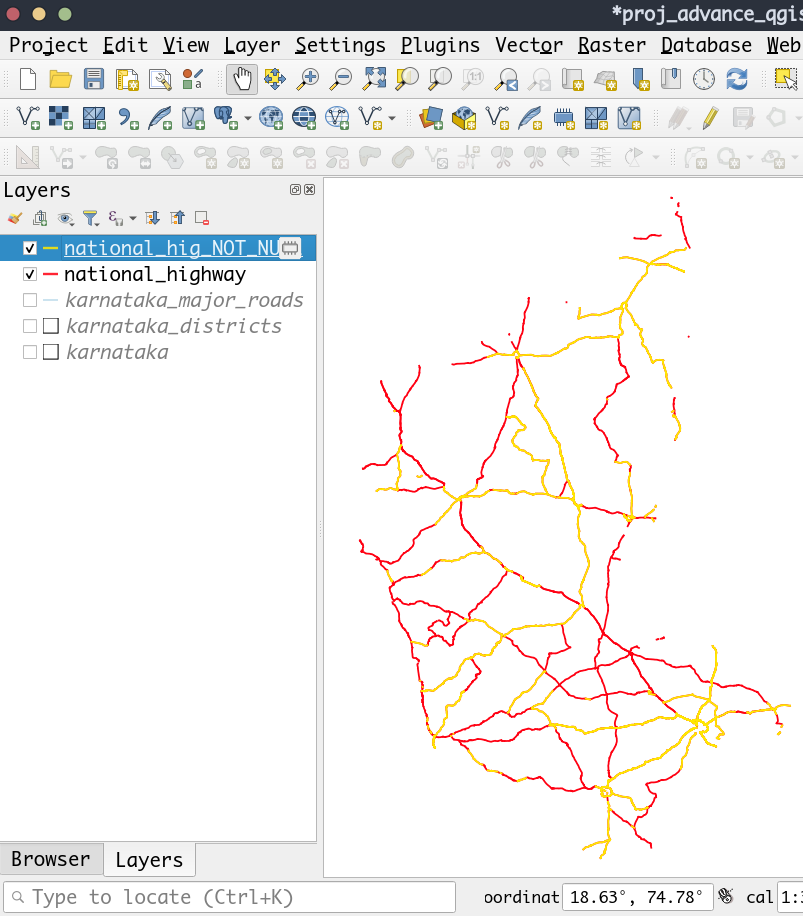 *proj_advance_qgis
Project Edit View Layer Settings Plugins Vector Raster Database Web
Layers
national_hig_NOT_NU
national_highway
karnataka_major_roads
karnataka_districts
karnataka
Browser Layers
Type to locate (Ctrl+K) oordinat 18.63°, 74.78° cal 1:3